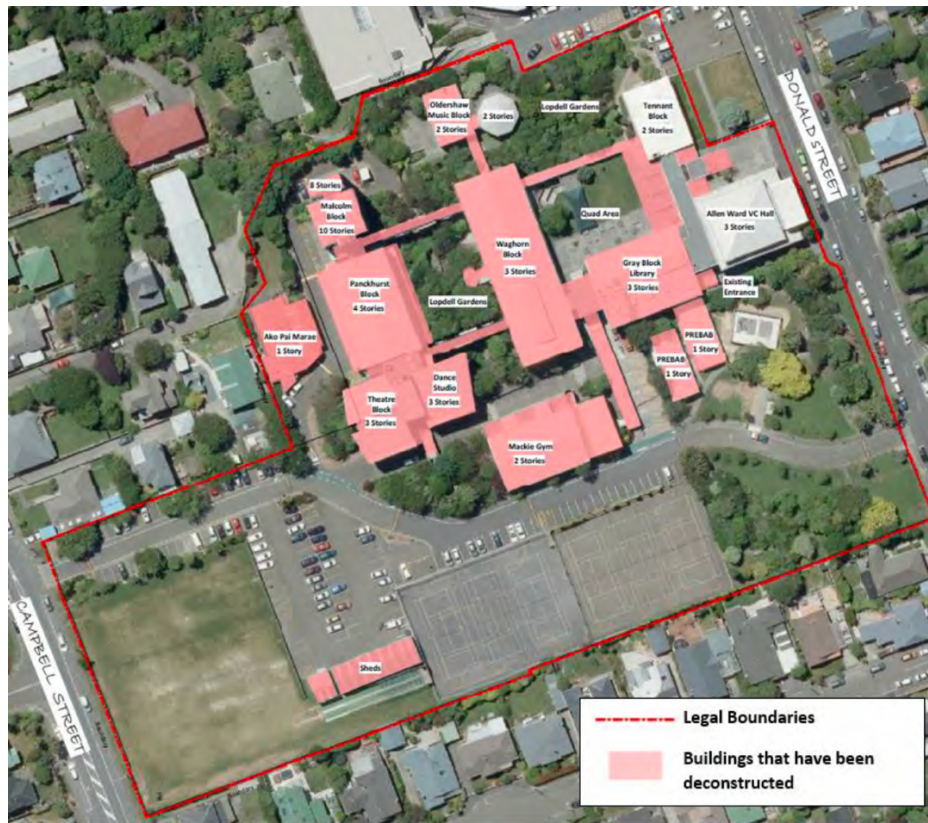 DONALD STREET
Oldershaw
Music Block
2 Stories
2 Stories
Lopdell Gardens
Tennant
Block
2 Stories
8 Stories
Malcolm
Block
10 Stories
Waghorn
Block
3 Stories
Quad Area
Allen Ward VC Hall
3 Stories
Gray Block
Library
3 Stories
Existing
Entrance
Panckhurst
Block
4 Stories
Lopdell Gardens
Ako Pai Marae
1 Story
PREBAB
1 Story
PREBAB
1 Story
Dance
Studio
3 Stories
Theatre
Block
3 Stories
Mackie Gym
2 Stories
Sheds
CAMPBELL STREET
Boundary
Legal Boundaries
Buildings that have been
deconstructed